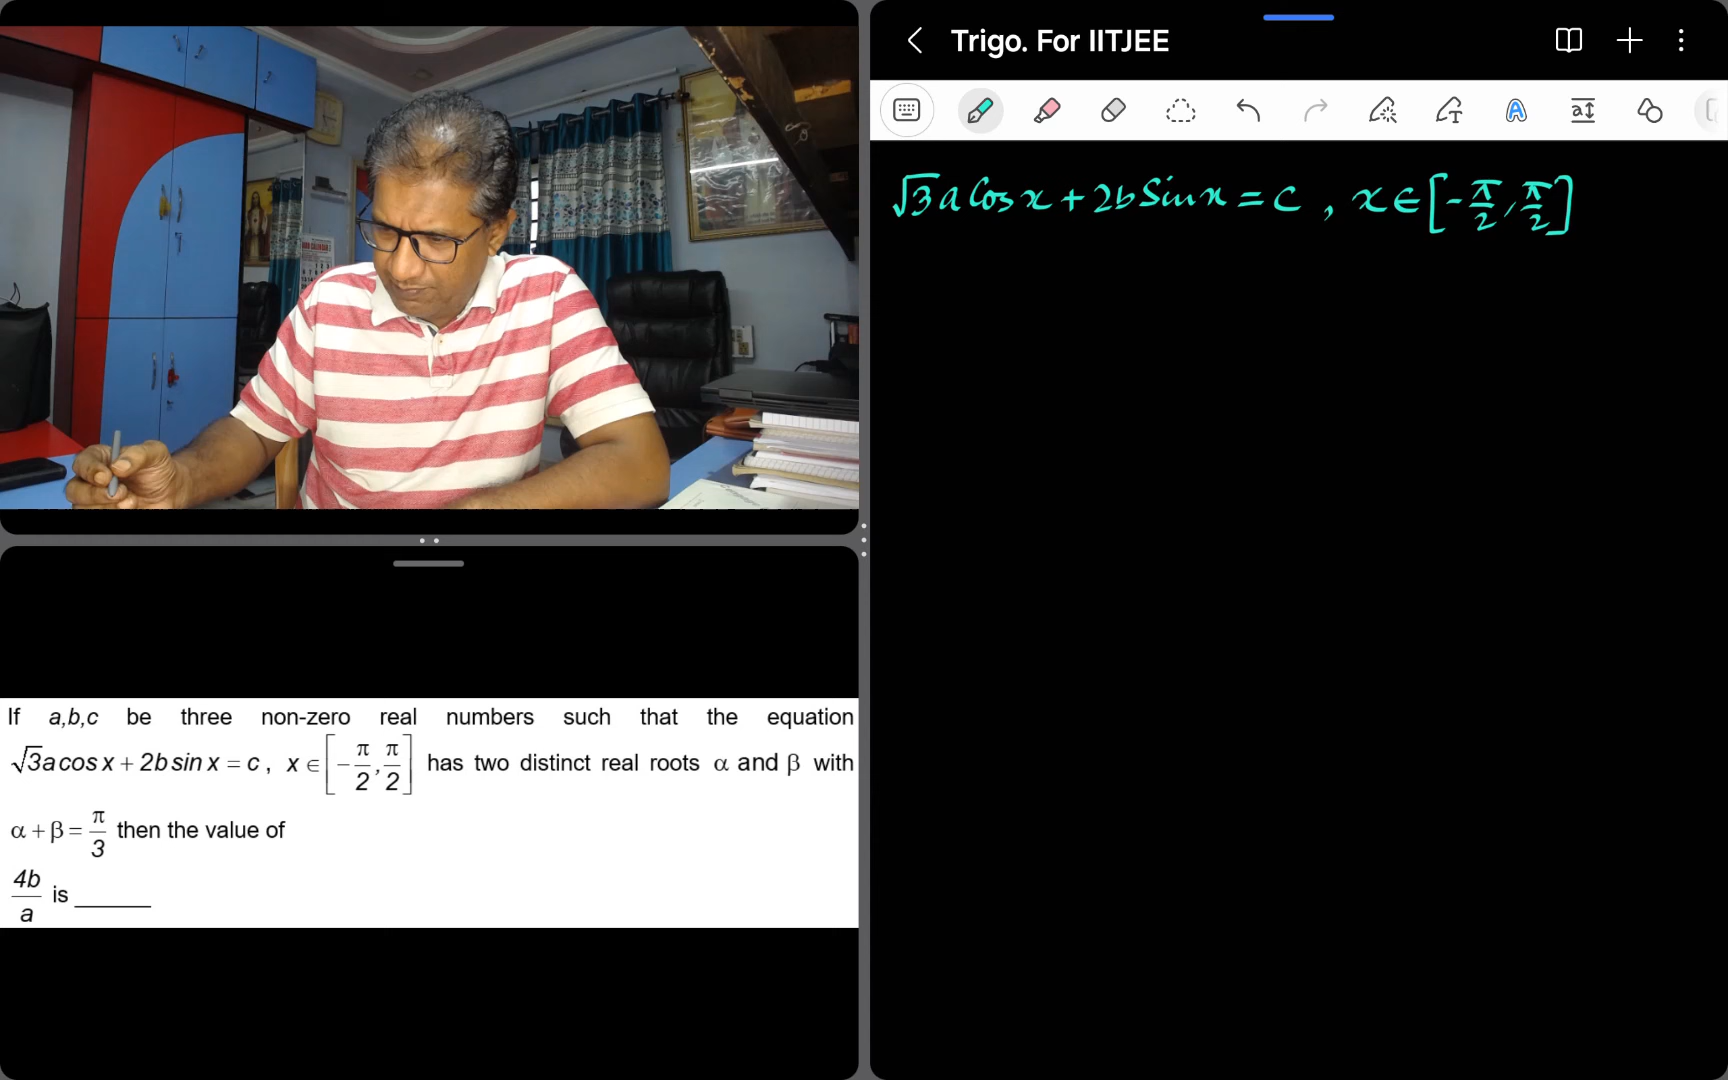 Trigo. For IITJEE
√3 a Cos x + 2b Sin x = c , x ∈ [-π/2, π/2]
If a,b,c be three non-zero real numbers such that the equation
√3 a cos x + 2b sin x = c, x ∈ [-π/2, π/2] has two distinct real roots α and β with
α + β = π/3 then the value of
4b/a is ______